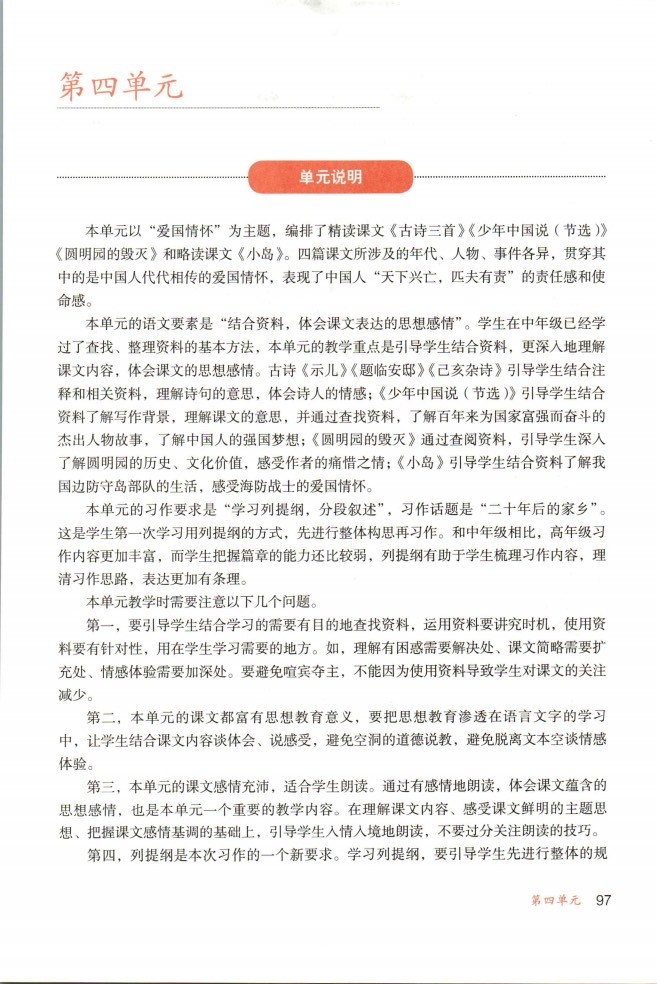 第四单元
单元说明
本单元以“爱国情怀”为主题，编排了精读课文《古诗三首》《少年中国说（节选）》
《圆明园的毁灭》和略读课文《小岛》。四篇课文所涉及的年代、人物、事件各异，贯穿其
中的是中国人代代相传的爱国情怀，表现了中国人“天下兴亡，匹夫有责”的责任感和使
命感。
本单元的语文要素是“结合资料，体会课文表达的思想感情”。学生在中年级已经学
过了查找、整理资料的基本方法，本单元的教学重点是引导学生结合资料，更深入地理解
课文内容，体会课文的思想感情。古诗《示儿》《题临安邸》《己亥杂诗》引导学生结合注
释和相关资料，理解诗句的意思，体会诗人的情感；《少年中国说（节选）》引导学生结合
资料了解写作背景，理解课文的意思，并通过查找资料，了解百年来为国家富强而奋斗的
杰出人物故事，了解中国人的强国梦想；《圆明园的毁灭》通过查阅资料，引导学生深入
了解圆明园的历史、文化价值，感受作者的痛惜之情；《小岛》引导学生结合资料了解我
国边防守岛部队的生活，感受海防战士的爱国情怀。
本单元的习作要求是“学习列提纲，分段叙述”，习作话题是“二十年后的家乡”。
这是学生第一次学习用列提纲的方式，先进行整体构思再习作。和中年级相比，高年级习
作内容更加丰富，而学生把握篇章的能力还比较弱，列提纲有助于学生梳理习作内容，理
清习作思路，表达更加有条理。
本单元教学时需要注意以下几个问题。
第一，要引导学生结合学习的需要有目的地查找资料，运用资料要讲究时机，使用资
料要有针对性，用在学生学习需要的地方。如，理解有困惑需要解决处、课文简略需要扩
充处、情感体验需要加深处。要避免喧宾夺主，不能因为使用资料导致学生对课文的关注
减少。
第二，本单元的课文都富有思想教育意义，要把思想教育渗透在语言文字的学习
中，让学生结合课文内容谈体会、说感受，避免空洞的道德说教，避免脱离文本空谈情感
体验。
第三，本单元的课文感情充沛，适合学生朗读。通过有感情地朗读，体会课文蕴含的
思想感情，也是本单元一个重要的教学内容。在理解课文内容、感受课文鲜明的主题思
想、把握课文感情基调的基础上，引导学生入情入境地朗读，不要过分关注朗读的技巧。
第四，列提纲是本次习作的一个新要求。学习列提纲，要引导学生先进行整体的规
第四单元 97